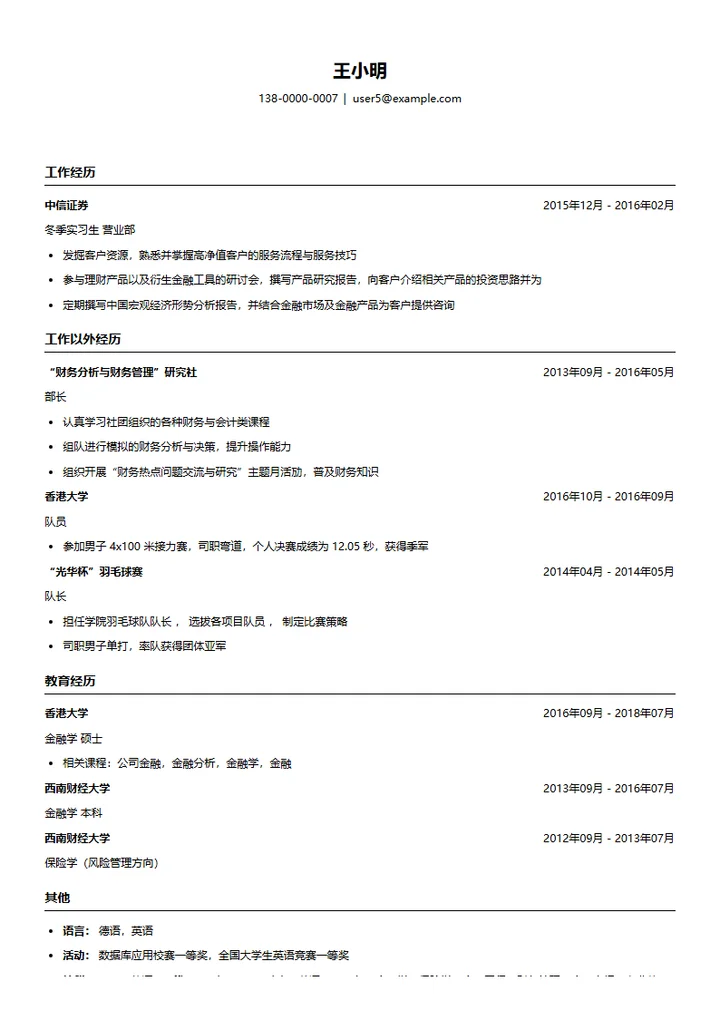 王小明
138-0000-0007 | user5@example.com
工作经历
中信证券 2015年12月 - 2016年02月
冬季实习生 营业部
• 发掘客户资源，熟悉并掌握高净值客户的服务流程与服务技巧
• 参与理财产品以及衍生金融工具的研讨会，撰写产品研究报告，向客户介绍相关产品的投资思路并为
• 定期撰写中国宏观经济形势分析报告，并结合金融市场及金融产品为客户提供咨询
工作以外经历
“财务分析与财务管理”研究社 2013年09月 - 2016年05月
部长
• 认真学习社团组织的各种财务与会计类课程
• 组队进行模拟的财务分析与决策，提升操作能力
• 组织开展“财务热点问题交流与研究”主题月活动，普及财务知识
香港大学 2016年10月 - 2016年09月
队员
• 参加男子 4x100 米接力赛，司职弯道，个人决赛成绩为 12.05 秒，获得季军
“光华杯”羽毛球赛 2014年04月 - 2014年05月
队长
• 担任学院羽毛球队队长 ， 选拔各项目队员 ， 制定比赛策略
• 司职男子单打，率队获得团体亚军
教育经历
香港大学 2016年09月 - 2018年07月
金融学 硕士
• 相关课程：公司金融，金融分析，金融学，金融
西南财经大学 2013年09月 - 2016年07月
金融学 本科
西南财经大学 2012年09月 - 2013年07月
保险学（风险管理方向）
其他
• 语言： 德语，英语
• 活动： 数据库应用校赛一等奖，全国大学生英语竞赛一等奖